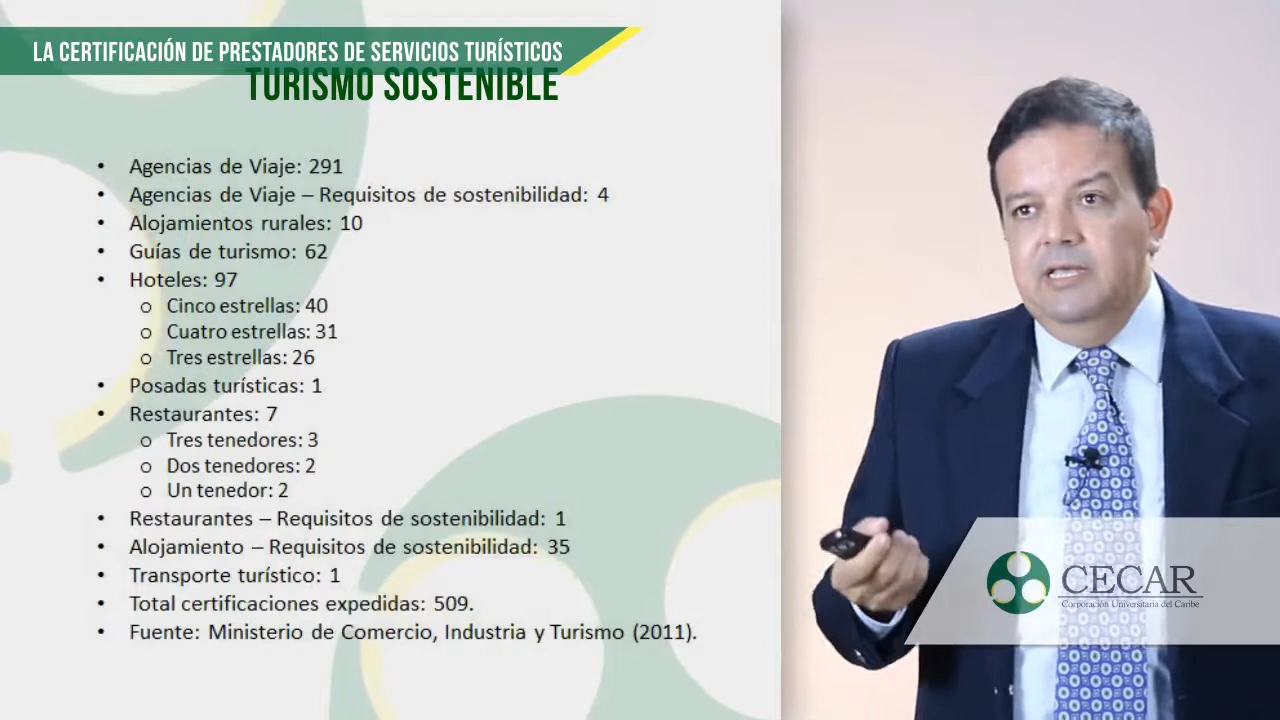 LA CERTIFICACIÓN DE PRESTADORES DE SERVICIOS TURÍSTICOS
TURISMO SOSTENIBLE
• Agencias de Viaje: 291
• Agencias de Viaje – Requisitos de sostenibilidad: 4
• Alojamientos rurales: 10
• Guías de turismo: 62
• Hoteles: 97
o Cinco estrellas: 40
o Cuatro estrellas: 31
o Tres estrellas: 26
• Posadas turísticas: 1
• Restaurantes: 7
o Tres tenedores: 3
o Dos tenedores: 2
o Un tenedor: 2
• Restaurantes – Requisitos de sostenibilidad: 1
• Alojamiento – Requisitos de sostenibilidad: 35
• Transporte turístico: 1
• Total certificaciones expedidas: 509.
• Fuente: Ministerio de Comercio, Industria y Turismo (2011).
CECAR
Corporación Universitaria del Caribe